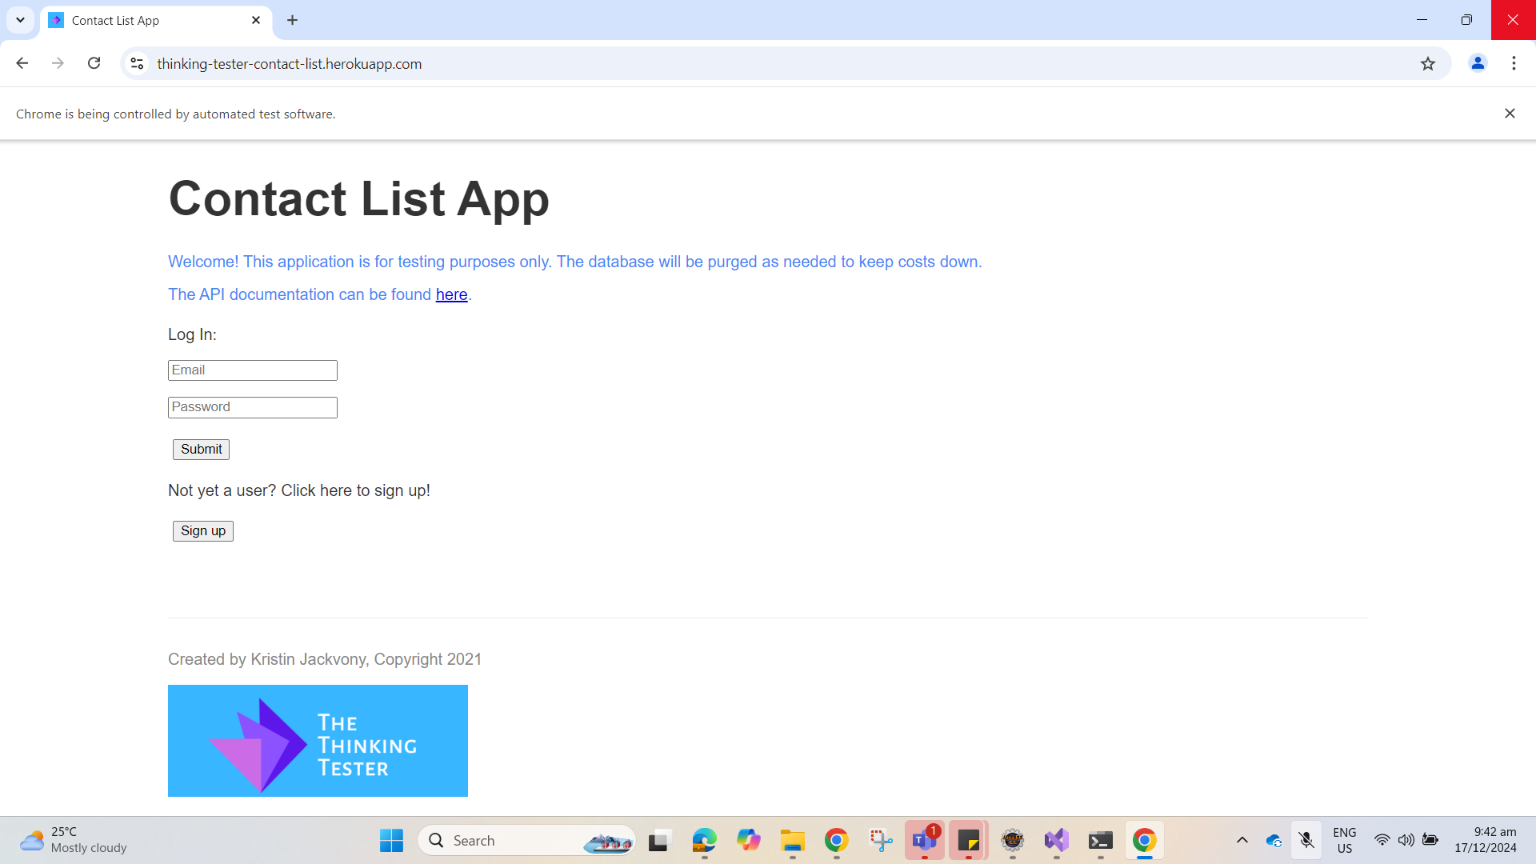 Contact List App
thinking-tester-contact-list.herokuapp.com
Chrome is being controlled by automated test software.
Contact List App
Welcome! This application is for testing purposes only. The database will be purged as needed to keep costs down.
The API documentation can be found here.
Log In:
Email
Password
Submit
Not yet a user? Click here to sign up!
Sign up
Created by Kristin Jackvony, Copyright 2021
THE
THINKING
TESTER
25°C
Mostly cloudy
Search
1
ENG
US
9:42 am
17/12/2024